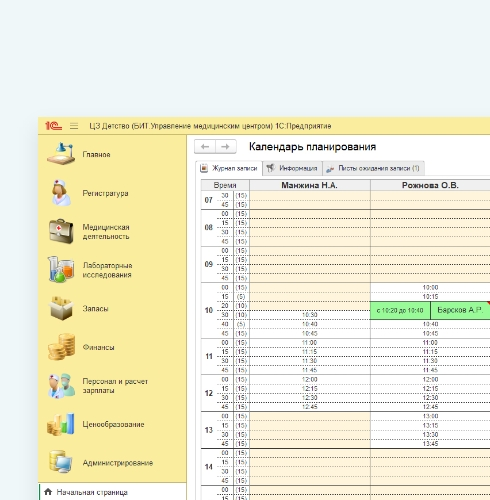 1С ЦЗ Детство (БИТ.Управление медицинским центром) 1С:Предприятие
Главное
Регистратура
Медицинская
деятельность
Лабораторные
исследования
Запасы
Финансы
Персонал и расчет
зарплаты
Ценообразование
Администрирование
Начальная страница
Календарь планирования
Журнал записи Информация Листы ожидания записи (1)
Время Манжина Н.А. Рожнова О.В.
07 30 (15)
45 (15)
08 00 (15)
15 (15)
30 (15)
45 (15)
09 00 (15)
15 (15)
30 (15)
45 (15)
10 00 (15) 10:00
15 (5) 10:15
20 (10) с 10:20 до 10:40 Барсков А.Р.
30 (10) 10:30
40 (5) 10:40 10:40
45 (15) 10:45 10:45
11 00 (15) 11:00 11:00
15 (15) 11:15 11:15
30 (15) 11:30 11:30
45 (15) 11:45 11:45
12 00 (15) 12:00 12:00
15 (15) 12:15 12:15
30 (15) 12:30 12:30
45 (15) 12:45 12:45
13 00 (15) 13:00
15 (15) 13:15
30 (15) 13:30
45 (15) 13:45
14 00 (15)
15 (15)
30 (15)
45 (15)
00 (15)